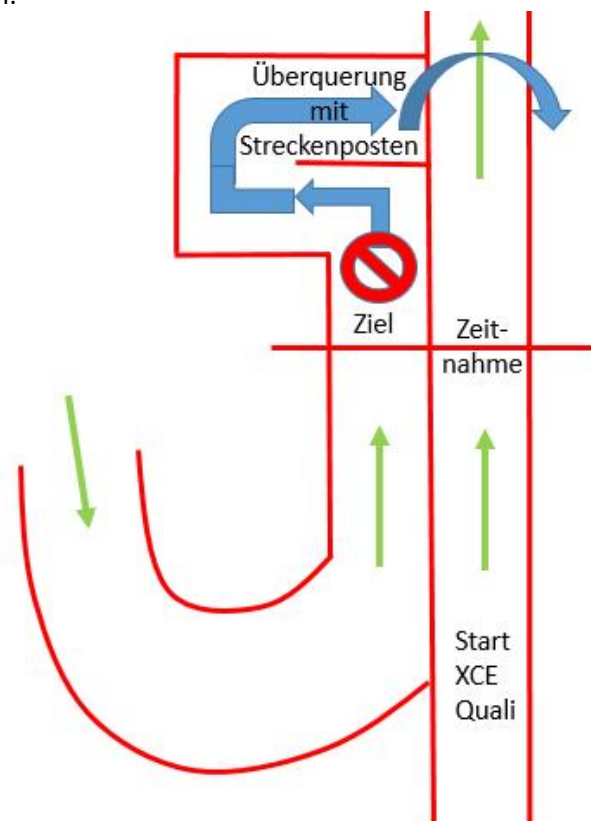 Überquerung
mit
Streckenposten
Ziel
Zeit-
nahme
Start
XCE
Quali